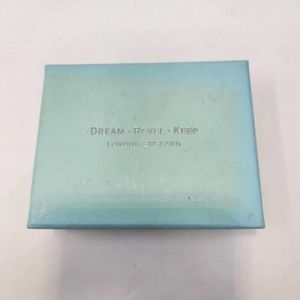 DREAM · REVEL · KEEP
LONDON ENGLAND